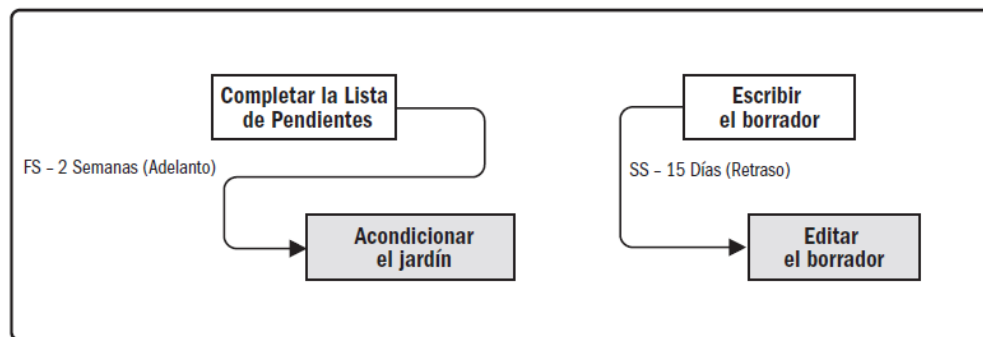 Completar la Lista
de Pendientes
FS – 2 Semanas (Adelanto)
Acondicionar
el jardín
Escribir
el borrador
SS – 15 Días (Retraso)
Editar
el borrador